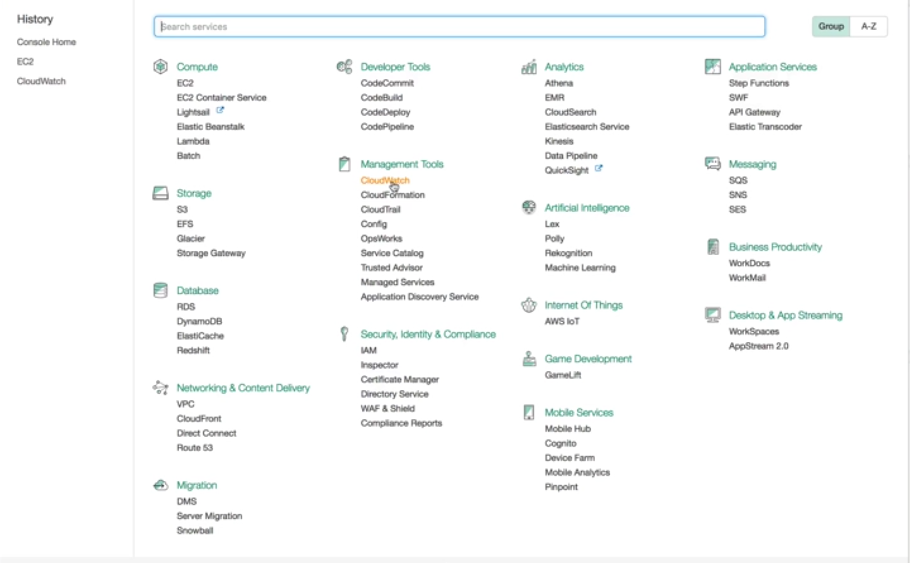 History
Console Home
EC2
CloudWatch
Search services
Group
A-Z
Compute
EC2
EC2 Container Service
Lightsail
Elastic Beanstalk
Lambda
Batch
Storage
S3
EFS
Glacier
Storage Gateway
Database
RDS
DynamoDB
ElastiCache
Redshift
Networking & Content Delivery
VPC
CloudFront
Direct Connect
Route 53
Migration
DMS
Server Migration
Snowball
Developer Tools
CodeCommit
CodeBuild
CodeDeploy
CodePipeline
Management Tools
CloudWatch
CloudFormation
CloudTrail
Config
OpsWorks
Service Catalog
Trusted Advisor
Managed Services
Application Discovery Service
Security, Identity & Compliance
IAM
Inspector
Certificate Manager
Directory Service
WAF & Shield
Compliance Reports
Analytics
Athena
EMR
CloudSearch
Elasticsearch Service
Kinesis
Data Pipeline
QuickSight
Artificial Intelligence
Lex
Polly
Rekognition
Machine Learning
Internet Of Things
AWS IoT
Game Development
GameLift
Mobile Services
Mobile Hub
Cognito
Device Farm
Mobile Analytics
Pinpoint
Application Services
Step Functions
SWF
API Gateway
Elastic Transcoder
Messaging
SQS
SNS
SES
Business Productivity
WorkDocs
WorkMail
Desktop & App Streaming
WorkSpaces
AppStream 2.0